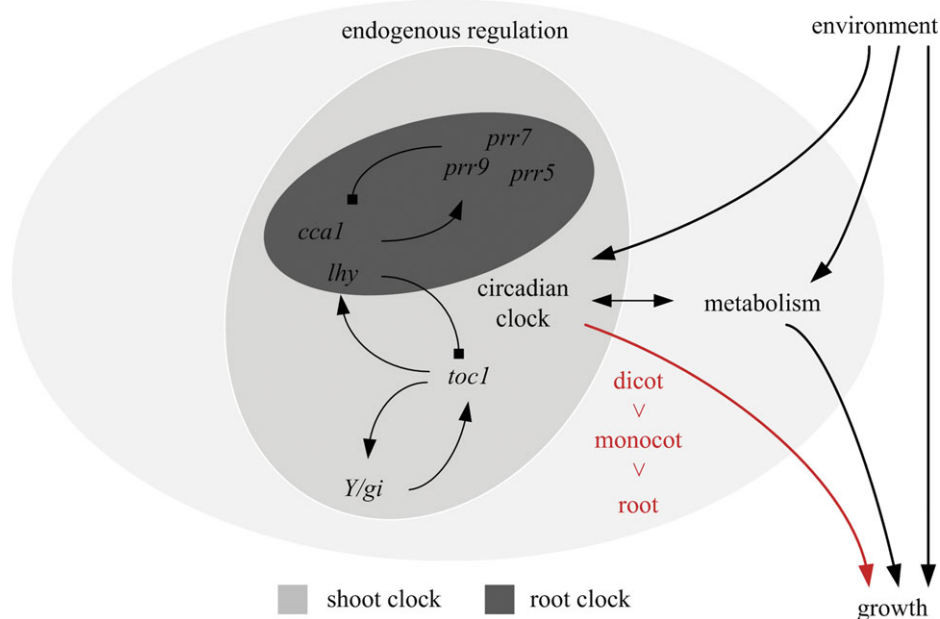 endogenous regulation
environment
prr7
prr9
prr5
cca1
lhy
circadian
clock
metabolism
toc1
dicot
∨
monocot
∨
root
Y/gi
shoot clock
root clock
growth